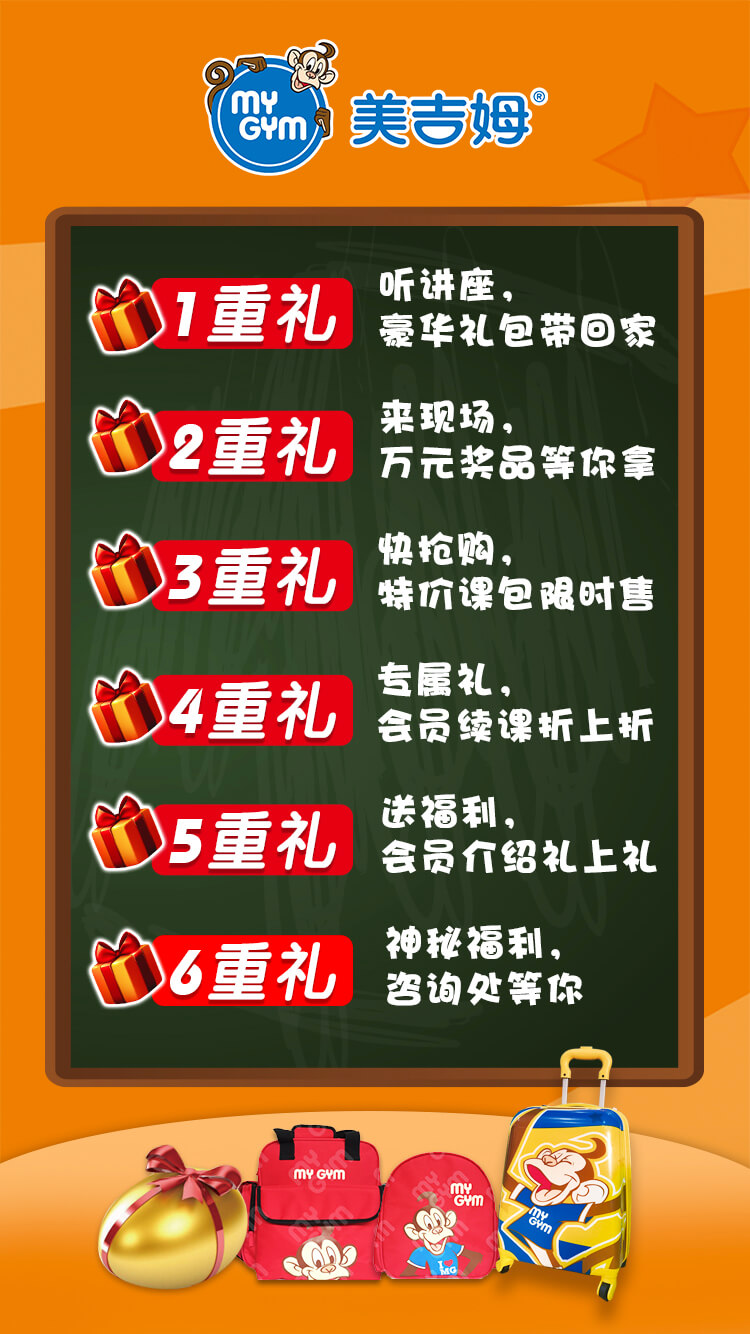 my
GYM
美吉姆®
1重礼
听讲座，
豪华礼包带回家
2重礼
来现场，
万元奖品等你拿
3重礼
快抢购，
特价课包限时售
4重礼
专属礼，
会员续课折上折
5重礼
送福利，
会员介绍礼上礼
6重礼
神秘福利，
咨询处等你
MY GYM
MY
GYM
I ❤
MG
MY
GYM